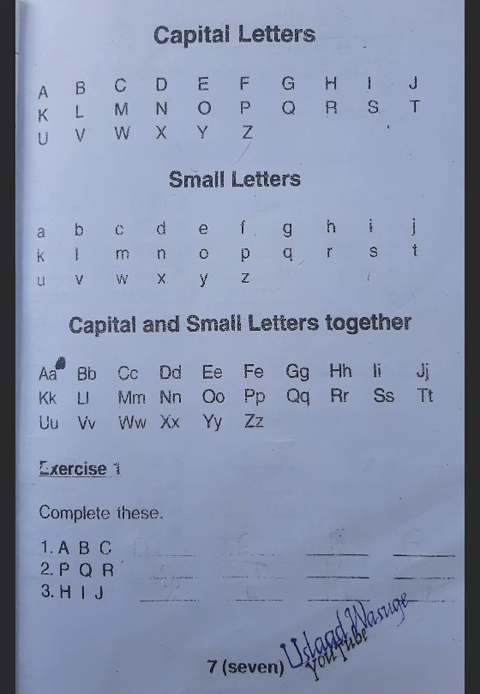 Capital Letters
A B C D E F G H I J
K L M N O P Q R S T
U V W X Y Z
Small Letters
a b c d e f g h i j
k l m n o p q r s t
u v w x y z
Capital and Small Letters together
Aa Bb Cc Dd Ee Fe Gg Hh Ii Jj
Kk Ll Mm Nn Oo Pp Qq Rr Ss Tt
Uu Vv Ww Xx Yy Zz
Exercise 1
Complete these.
1. A B C
2. P Q R
3. H I J
7 (seven)
Ustaad Wasuge
YouTube